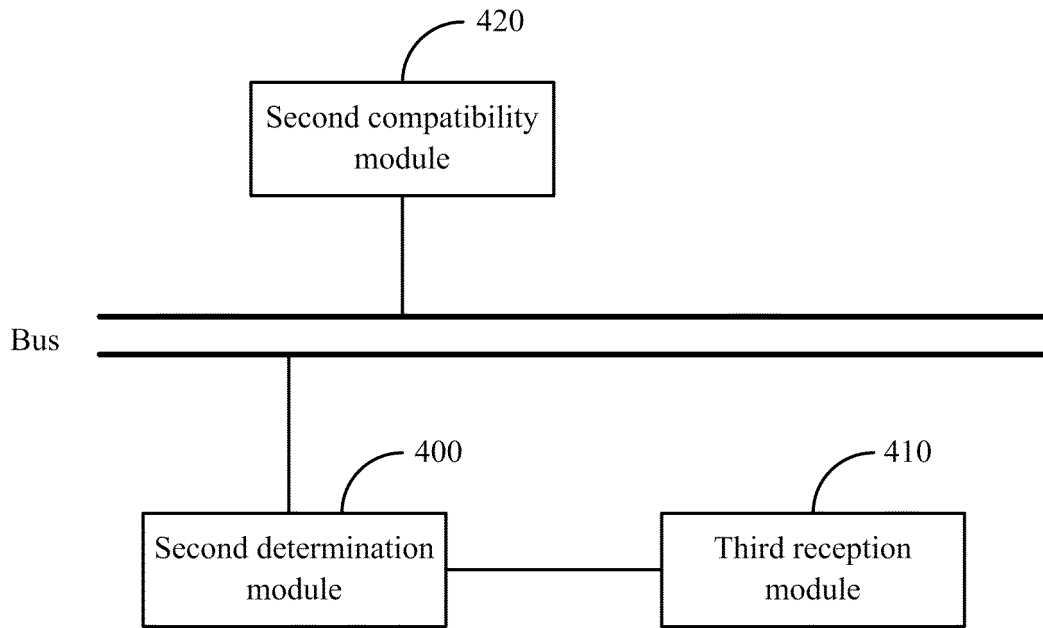 420
Second compatibility
module
Bus
400
410
Second determination
module
Third reception
module